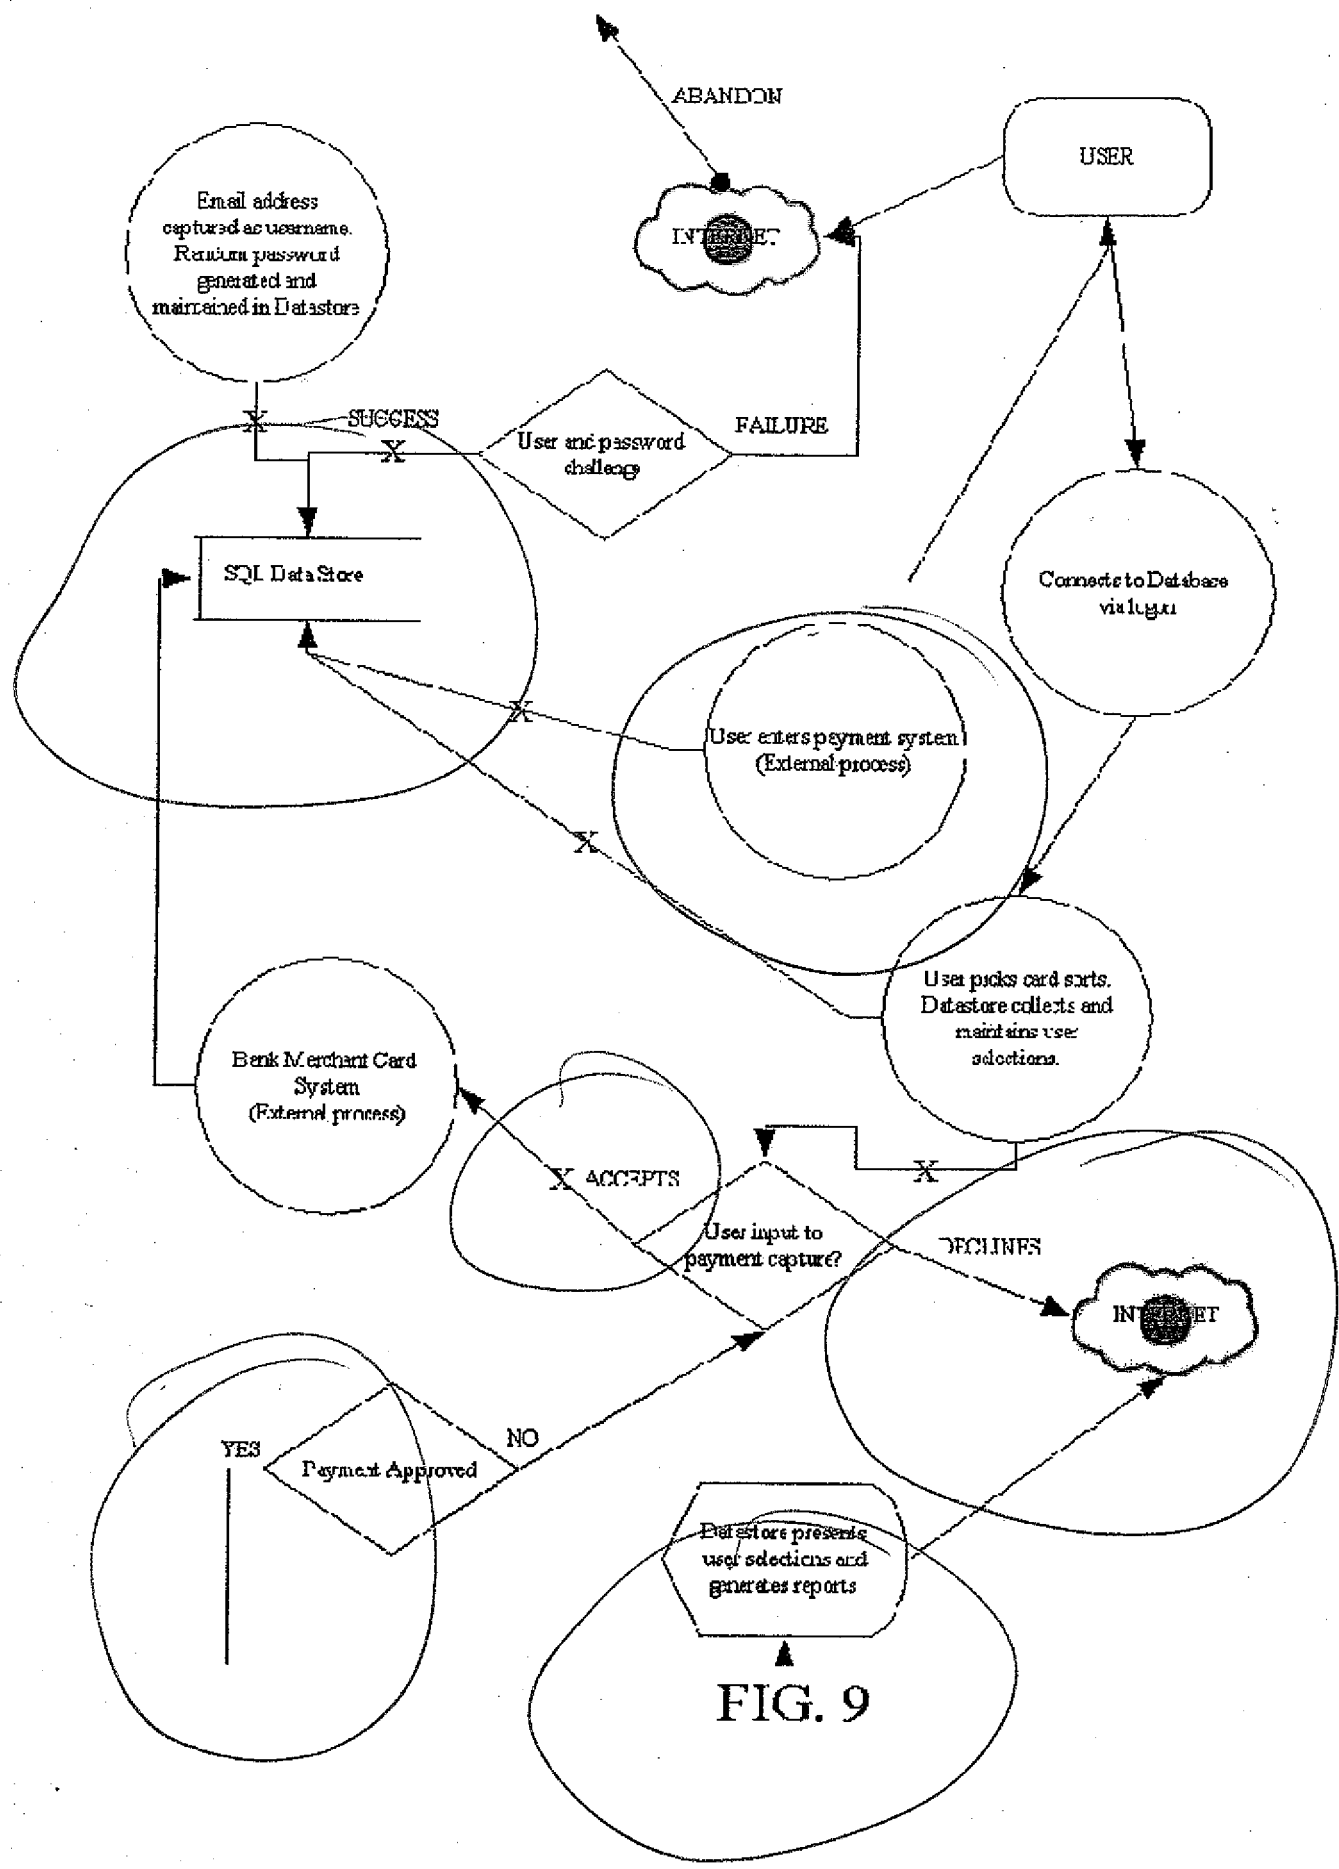 ABANDON
USER
INTERNET
Email address
captured as username.
Random password
generated and
maintained in Datastore
X
SUCCESS
X
User and password
challenge
FAILURE
SQL Data Store
Connects to Database
via logon
X
User enters payment system
(External process)
X
User picks card sorts.
Datastore collects and
maintains user
selections.
Bank Merchant Card
System
(External process)
X ACCEPTS
X
User input to
payment capture?
DECLINES
INTERNET
YES
Payment Approved
NO
Datastore presents
user selections and
generates reports
FIG. 9